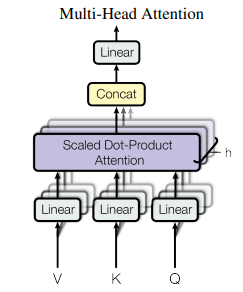 Multi-Head Attention
Linear
Concat
Scaled Dot-Product
Attention
h
Linear
Linear
Linear
V
K
Q